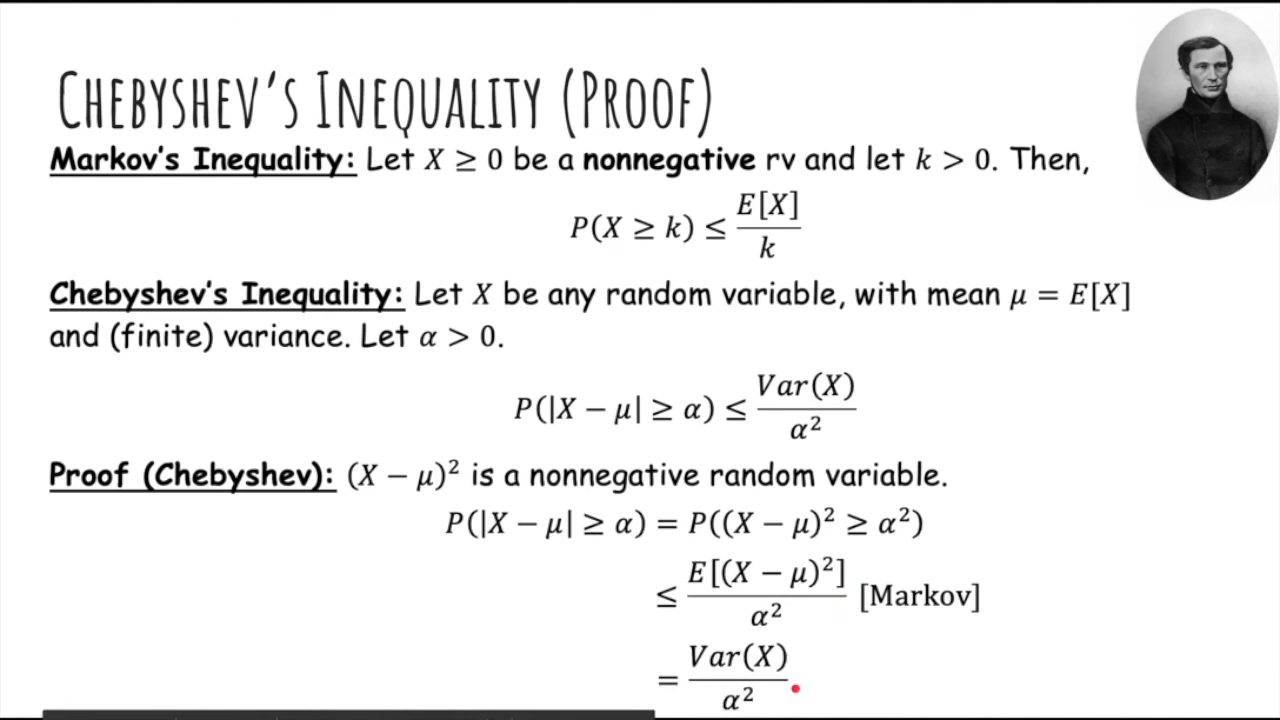 CHEBYSHEV'S INEQUALITY (PROOF)
Markov's Inequality: Let X ≥ 0 be a nonnegative rv and let k > 0. Then,
P(X ≥ k) ≤ E[X] / k
Chebyshev's Inequality: Let X be any random variable, with mean μ = E[X]
and (finite) variance. Let α > 0.
P(|X − μ| ≥ α) ≤ Var(X) / α²
Proof (Chebyshev): (X − μ)² is a nonnegative random variable.
P(|X − μ| ≥ α) = P((X − μ)² ≥ α²)
≤ E[(X − μ)²] / α² [Markov]
= Var(X) / α²